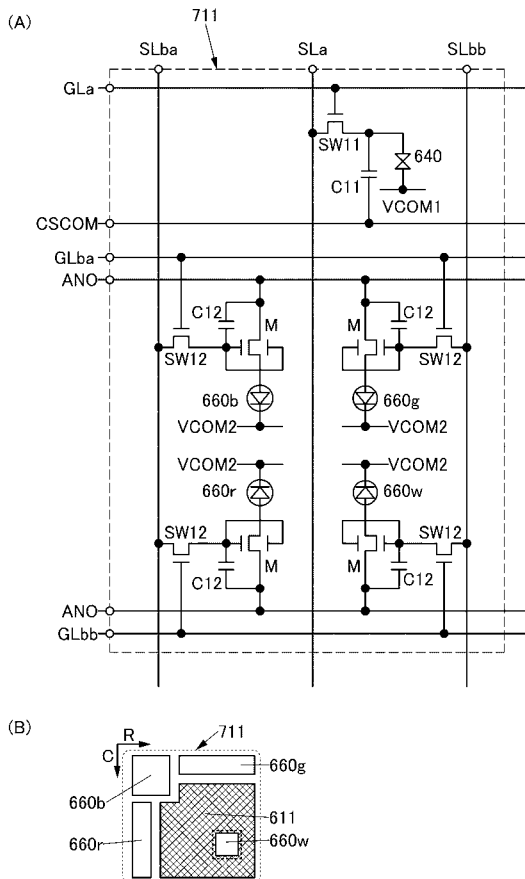 (A)
711
SLba SLa SLbb
GLa
SW11 640
C11
VCOM1
CSCOM
GLba
ANO
C12 M M C12
SW12 SW12
660b 660g
VCOM2 VCOM2
VCOM2 VCOM2
660r 660w
SW12 SW12
C12 M M C12
ANO
GLbb
(B)
R 711
C
660g
660b
611
660r 660w